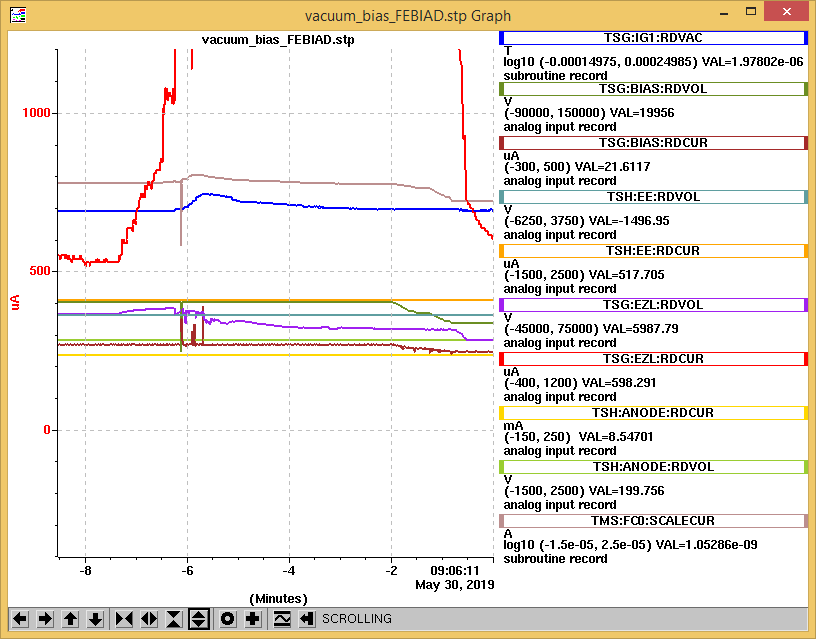 vacuum_bias_FEBIAD.stp Graph
vacuum_bias_FEBIAD.stp
1000
500
0
uA
-8
-6
-4
-2
09:06:11
May 30, 2019
(Minutes)
TSG:IG1:RDVAC
T
log10 (-0.00014975, 0.00024985) VAL=1.97802e-06
subroutine record
TSG:BIAS:RDVOL
V
(-90000, 150000) VAL=19956
analog input record
TSG:BIAS:RDCUR
uA
(-300, 500) VAL=21.6117
analog input record
TSH:EE:RDVOL
V
(-6250, 3750) VAL=-1496.95
analog input record
TSH:EE:RDCUR
uA
(-1500, 2500) VAL=517.705
analog input record
TSG:EZL:RDVOL
V
(-45000, 75000) VAL=5987.79
analog input record
TSG:EZL:RDCUR
uA
(-400, 1200) VAL=598.291
analog input record
TSH:ANODE:RDCUR
mA
(-150, 250) VAL=8.54701
analog input record
TSH:ANODE:RDVOL
V
(-1500, 2500) VAL=199.756
analog input record
TMS:FC0:SCALECUR
A
log10 (-1.5e-05, 2.5e-05) VAL=1.05286e-09
subroutine record
SCROLLING